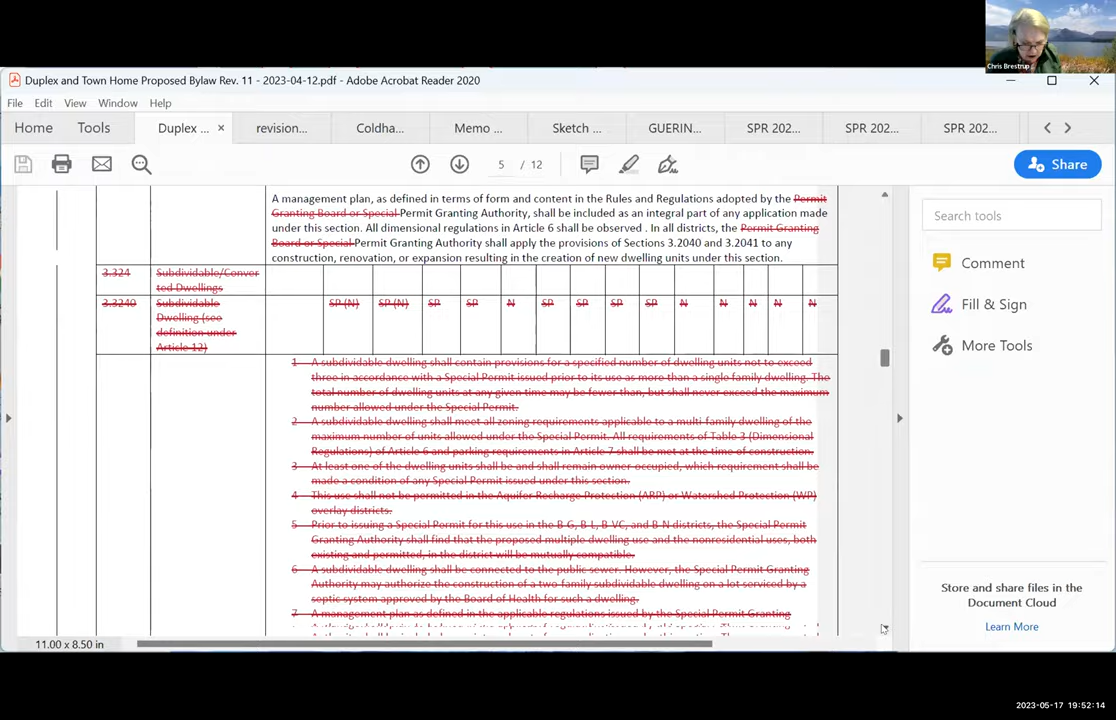 Chris Brestrup
Duplex and Town Home Proposed Bylaw Rev. 11 - 2023-04-12.pdf - Adobe Acrobat Reader 2020
File Edit View Window Help
Home Tools Duplex ... × revision... Coldha... Memo ... Sketch ... GUERIN... SPR 202... SPR 202... SPR 202...
5 / 12 Share
A management plan, as defined in terms of form and content in the Rules and Regulations adopted by the Permit
Granting Board or Special Permit Granting Authority, shall be included as an integral part of any application made
under this section. All dimensional regulations in Article 6 shall be observed . In all districts, the Permit Granting
Board or Special Permit Granting Authority shall apply the provisions of Sections 3.2040 and 3.2041 to any
construction, renovation, or expansion resulting in the creation of new dwelling units under this section.
3.324 Subdividable/Conver
ted Dwellings
3.3240 Subdividable SP (N) SP (N) SP SP N SP SP SP SP N N N N N
Dwelling (see
definition under
Article 12)
1 A subdividable dwelling shall contain provisions for a specified number of dwelling units not to exceed
three in accordance with a Special Permit issued prior to its use as more than a single family dwelling. The
total number of dwelling units at any given time may be fewer than, but shall never exceed the maximum
number allowed under the Special Permit.
2 A subdividable dwelling shall meet all zoning requirements applicable to a multi-family dwelling of the
maximum number of units allowed under the Special Permit. All requirements of Table 3 (Dimensional
Regulations) of Article 6 and parking requirements in Article 7 shall be met at the time of construction.
3 At least one of the dwelling units shall be and shall remain owner occupied, which requirement shall be
made a condition of any Special Permit issued under this section.
4 This use shall not be permitted in the Aquifer Recharge Protection (ARP) or Watershed Protection (WP)
overlay districts.
5 Prior to issuing a Special Permit for this use in the B-G, B-L, B-VC, and B-N districts, the Special Permit
Granting Authority shall find that the proposed multiple dwelling use and the nonresidential uses, both
existing and permitted, in the district will be mutually compatible.
6 A subdividable dwelling shall be connected to the public sewer. However, the Special Permit Granting
Authority may authorize the construction of a two family subdividable dwelling on a lot serviced by a
septic system approved by the Board of Health for such a dwelling.
7 A management plan as defined in the applicable regulations issued by the Special Permit Granting
11.00 x 8.50 in
Search tools
Comment
Fill & Sign
More Tools
Store and share files in the
Document Cloud
Learn More
2023-05-17 19:52:14